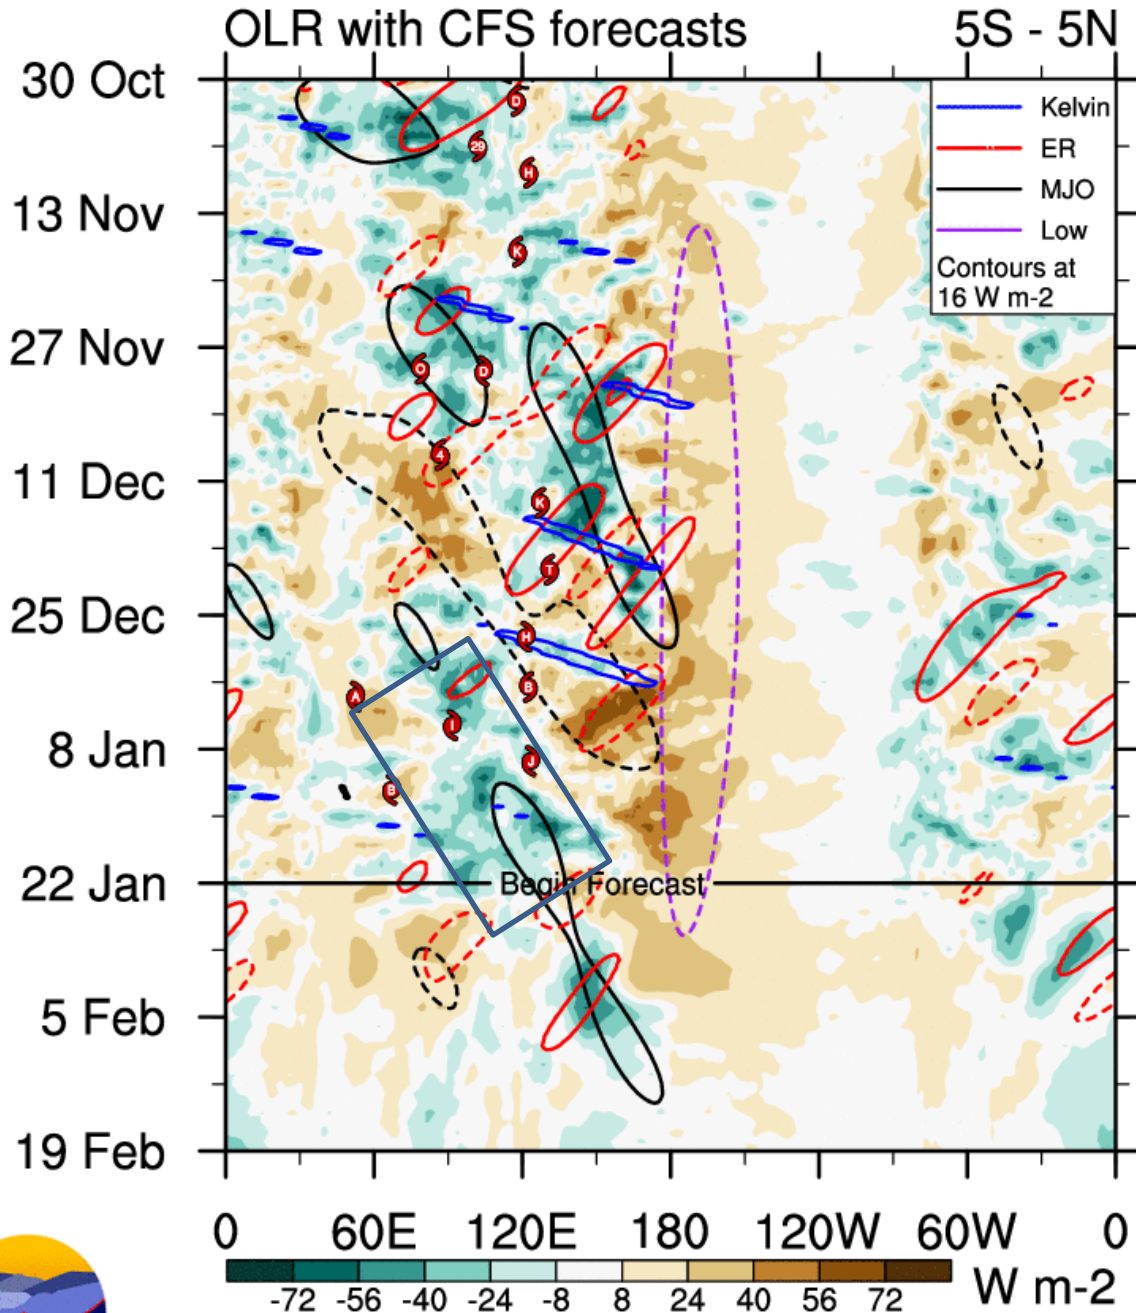 OLR with CFS forecasts 5S - 5N
30 Oct
13 Nov
27 Nov
11 Dec
25 Dec
8 Jan
22 Jan
5 Feb
19 Feb
Kelvin
ER
MJO
Low
Contours at
16 W m-2
D
29
H
K
O
D
4
K
T
H
B
A
I
J
B
Begin Forecast
0 60E 120E 180 120W 60W 0
-72 -56 -40 -24 -8 8 24 40 56 72 W m-2